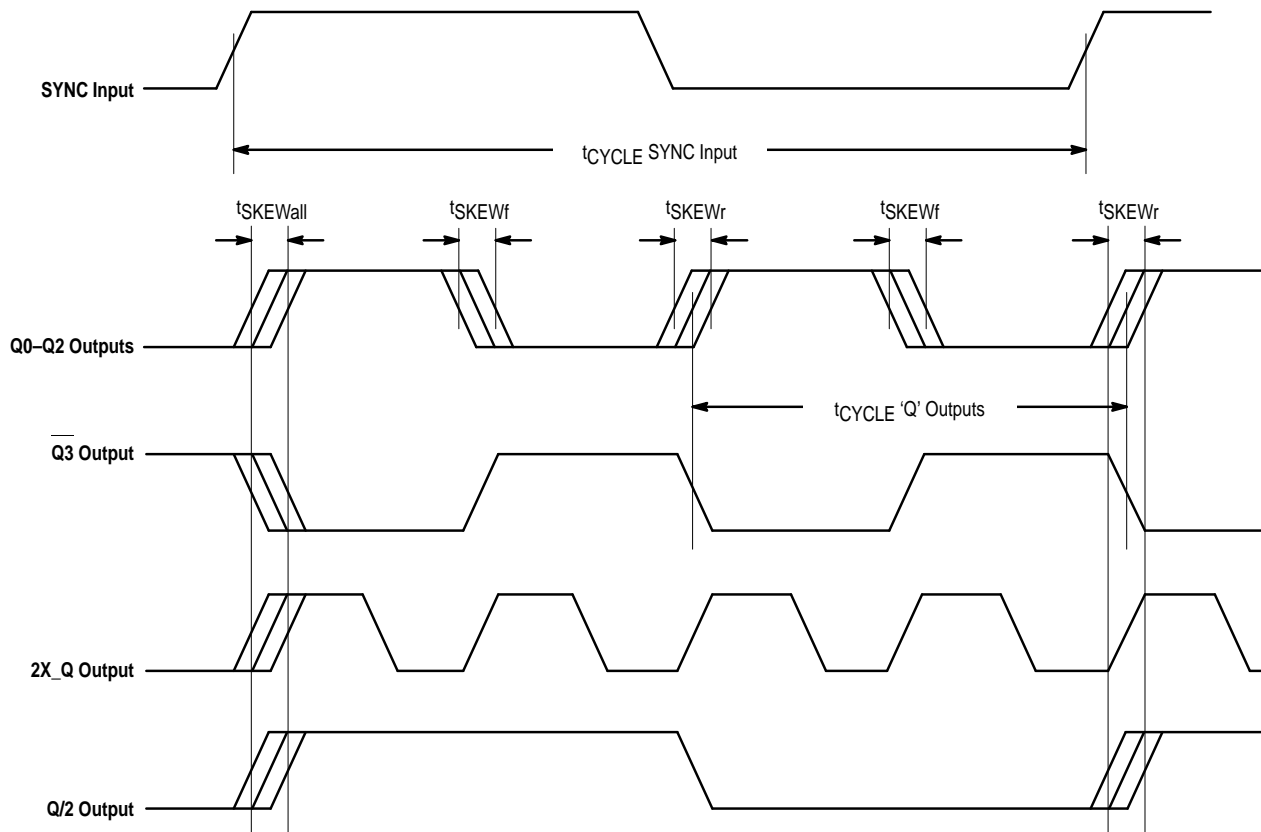 SYNC Input
tCYCLE SYNC Input
tSKEWall tSKEWf tSKEWr tSKEWf tSKEWr
Q0–Q2 Outputs
tCYCLE ‘Q’ Outputs
Q̅3̅ Output
2X_Q Output
Q/2 Output